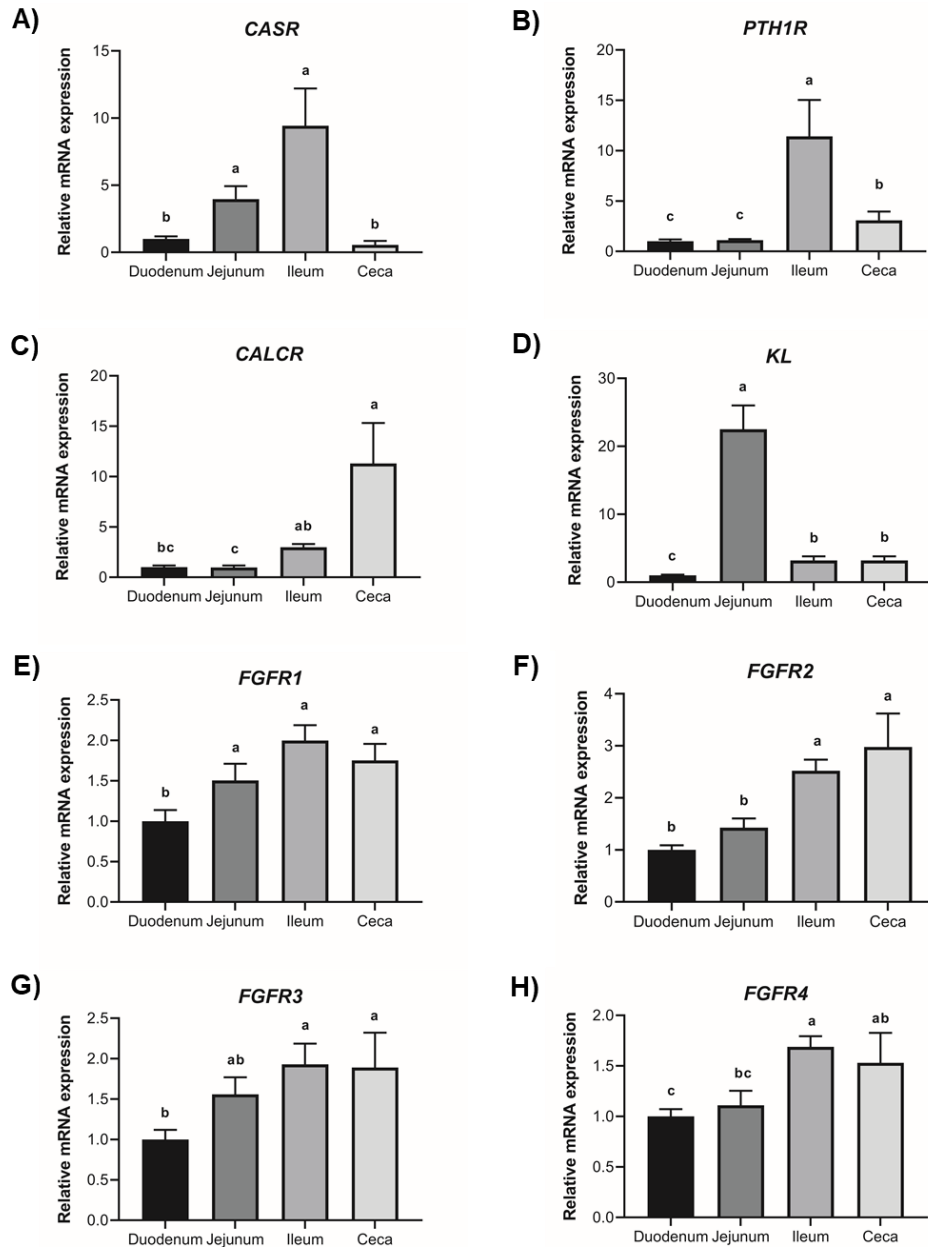 A)
CASR
Relative mRNA expression
15
10
5
0
b
a
a
b
Duodenum Jejunum Ileum Ceca
B)
PTH1R
Relative mRNA expression
20
15
10
5
0
c
c
a
b
Duodenum Jejunum Ileum Ceca
C)
CALCR
Relative mRNA expression
20
15
10
5
0
bc
c
ab
a
Duodenum Jejunum Ileum Ceca
D)
KL
Relative mRNA expression
30
20
10
0
c
a
b
b
Duodenum Jejunum Ileum Ceca
E)
FGFR1
Relative mRNA expression
2.5
2.0
1.5
1.0
0.5
0.0
b
a
a
a
Duodenum Jejunum Ileum Ceca
F)
FGFR2
Relative mRNA expression
4
3
2
1
0
b
b
a
a
Duodenum Jejunum Ileum Ceca
G)
FGFR3
Relative mRNA expression
2.5
2.0
1.5
1.0
0.5
0.0
b
ab
a
a
Duodenum Jejunum Ileum Ceca
H)
FGFR4
Relative mRNA expression
2.0
1.5
1.0
0.5
0.0
c
bc
a
ab
Duodenum Jejunum Ileum Ceca